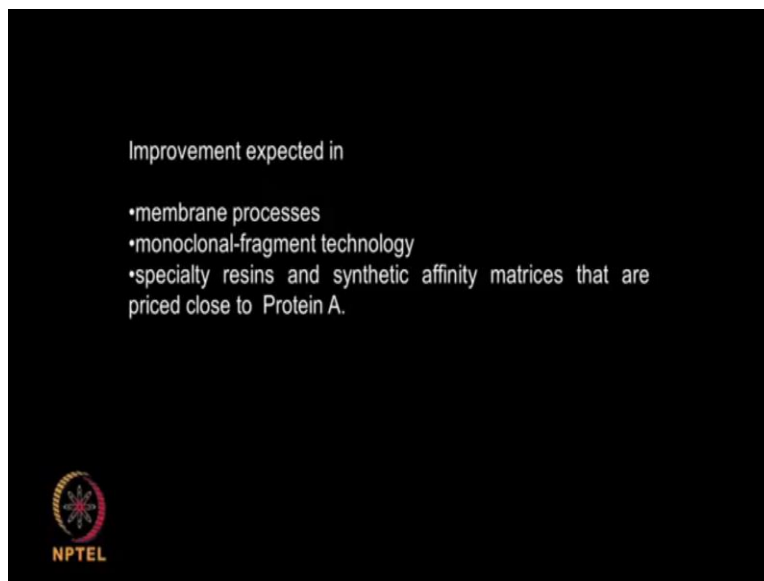 Improvement expected in
•membrane processes
•monoclonal-fragment technology
•specialty resins and synthetic affinity matrices that are
priced close to Protein A.
NPTEL